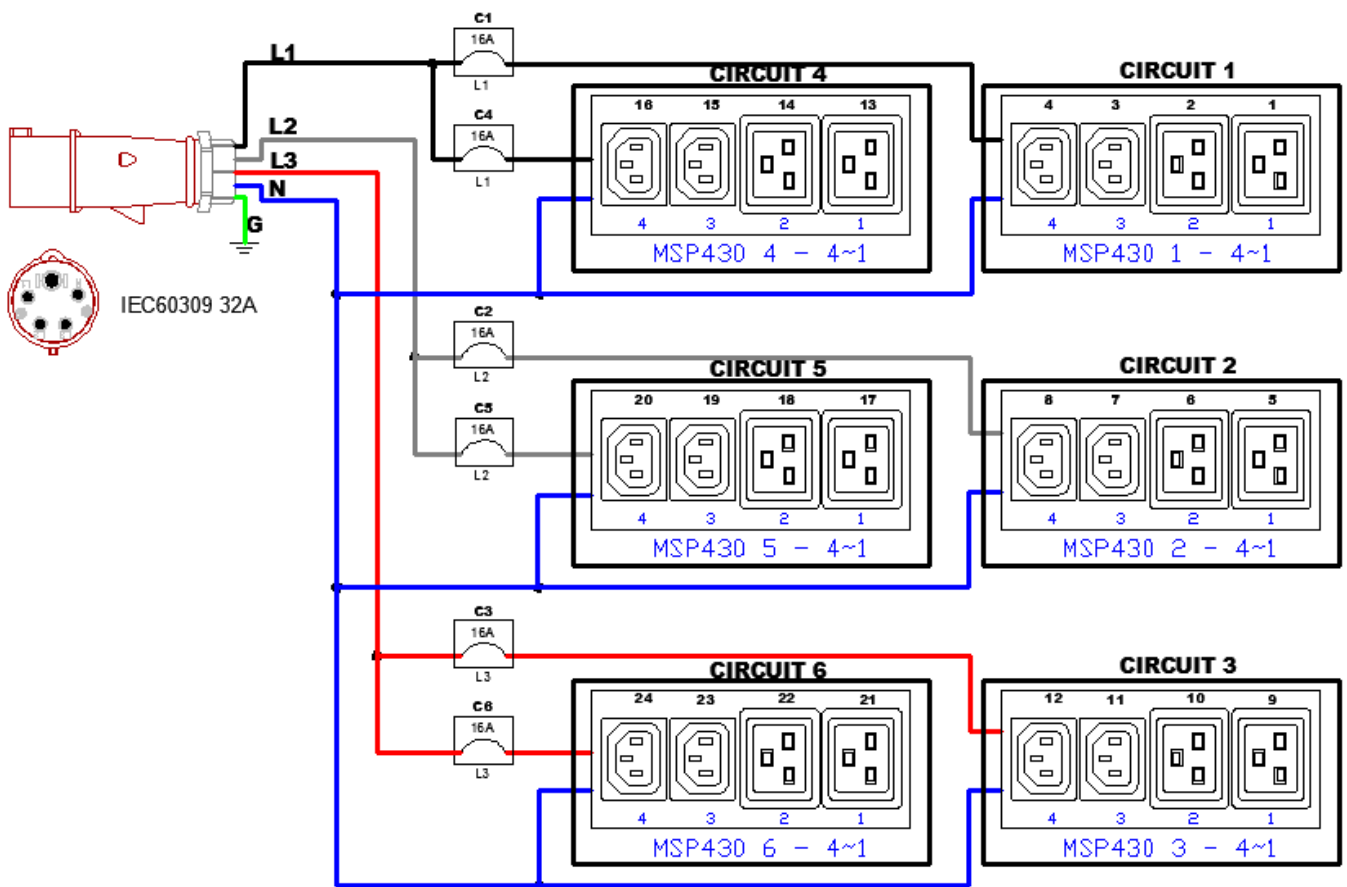 C1
16A
L1
L1
CIRCUIT 4
CIRCUIT 1
C4
16A
L1
16 15 14 13
4 3 2 1
MSP430 4 - 4~1
4 3 2 1
4 3 2 1
MSP430 1 - 4~1
L2
L3
N
G
IEC60309 32A
C2
16A
L2
CIRCUIT 5
CIRCUIT 2
C5
16A
L2
20 19 18 17
4 3 2 1
MSP430 5 - 4~1
8 7 6 5
4 3 2 1
MSP430 2 - 4~1
C3
16A
L3
CIRCUIT 6
CIRCUIT 3
C6
16A
L3
24 23 22 21
4 3 2 1
MSP430 6 - 4~1
12 11 10 9
4 3 2 1
MSP430 3 - 4~1